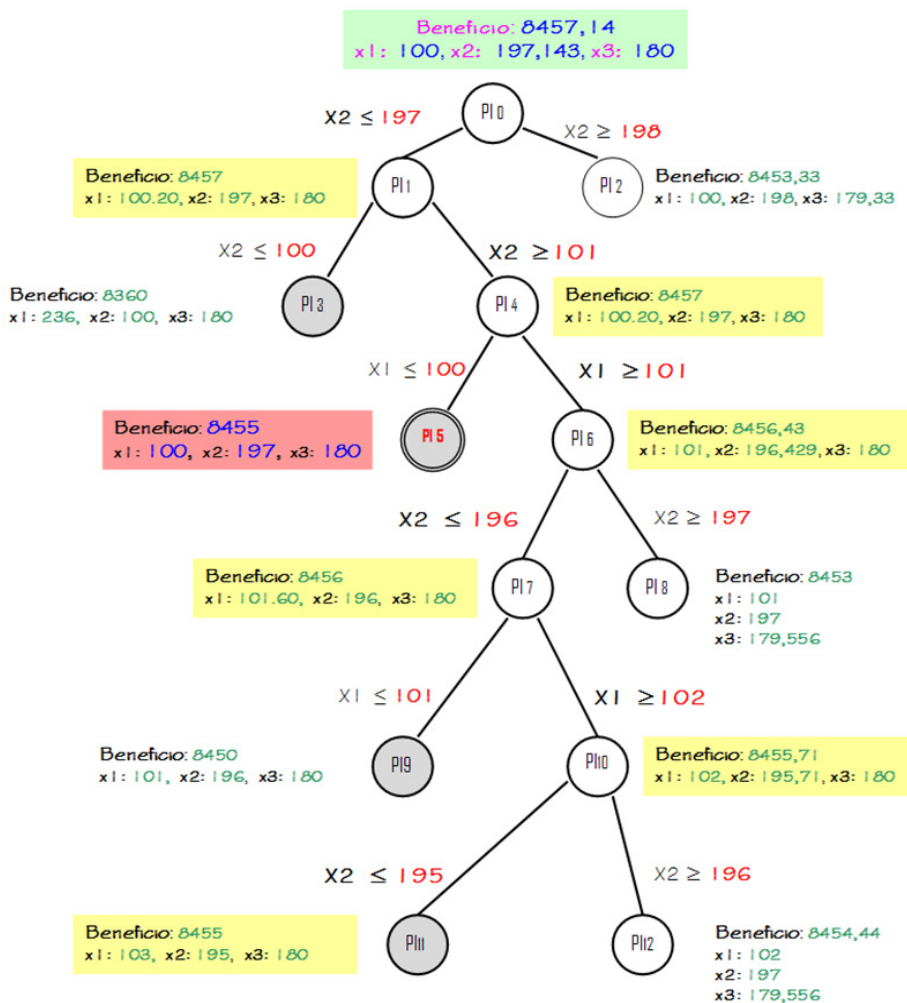 Beneficio: 8457,14
x1: 100, x2: 197,143, x3: 180
PI 0
X2 ≤ 197
X2 ≥ 198
Beneficio: 8457
x1: 100.20, x2: 197, x3: 180
PI 1
PI 2
Beneficio: 8453,33
x1: 100, x2: 198, x3: 179,33
X2 ≤ 100
X2 ≥101
Beneficio: 8360
x1: 236, x2: 100, x3: 180
PI 3
PI 4
Beneficio: 8457
x1: 100.20, x2: 197, x3: 180
X1 ≤ 100
X1 ≥101
Beneficio: 8455
x1: 100, x2: 197, x3: 180
PI 5
PI 6
Beneficio: 8456,43
x1: 101, x2: 196,429, x3: 180
X2 ≤ 196
X2 ≥ 197
Beneficio: 8456
x1: 101.60, x2: 196, x3: 180
PI 7
PI 8
Beneficio: 8453
x1: 101
x2: 197
x3: 179,556
X1 ≤ 101
X1 ≥102
Beneficio: 8450
x1: 101, x2: 196, x3: 180
PI9
PI10
Beneficio: 8455,71
x1: 102, x2: 195,71, x3: 180
X2 ≤ 195
X2 ≥ 196
Beneficio: 8455
x1: 103, x2: 195, x3: 180
PI11
PI12
Beneficio: 8454,44
x1: 102
x2: 197
x3: 179,556